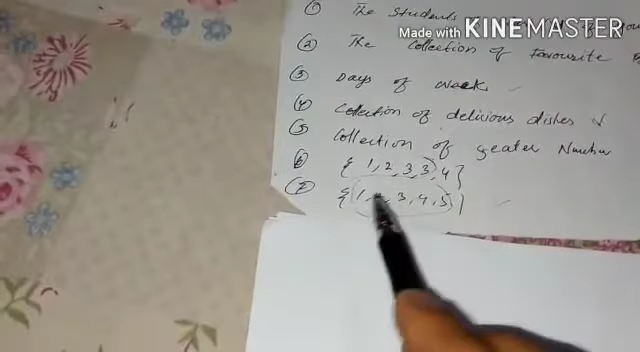 ① The Students
Made with KINEMASTER
② The Collection of Favourite
③ Days of week
④ Collection of delicious dishes
⑤ Collection of greater Number
⑥ { 1, 2, 3, 3, 4 }
⑦ { 1, 2, 3, 4, 5 }